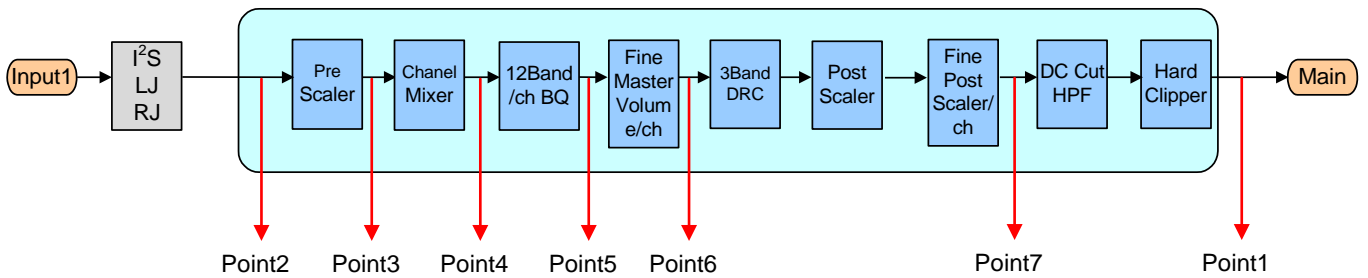 Input1
I²S
LJ
RJ
Pre
Scaler
Chanel
Mixer
12Band
/ch BQ
Fine
Master
Volum
e/ch
3Band
DRC
Post
Scaler
Fine
Post
Scaler/
ch
DC Cut
HPF
Hard
Clipper
Main
Point2
Point3
Point4
Point5
Point6
Point7
Point1